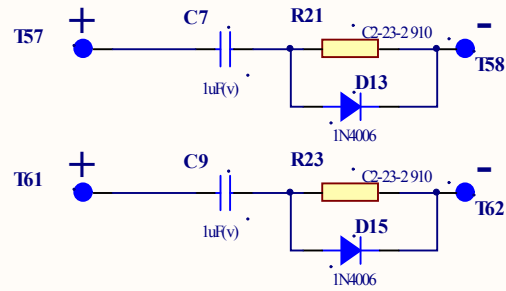 + C7 R21 -
T57 C2-23-2 910 T58
1uF(v) D13
1N4006
+ C9 R23 -
T61 C2-23-2 910 T62
1uF(v) D15
1N4006